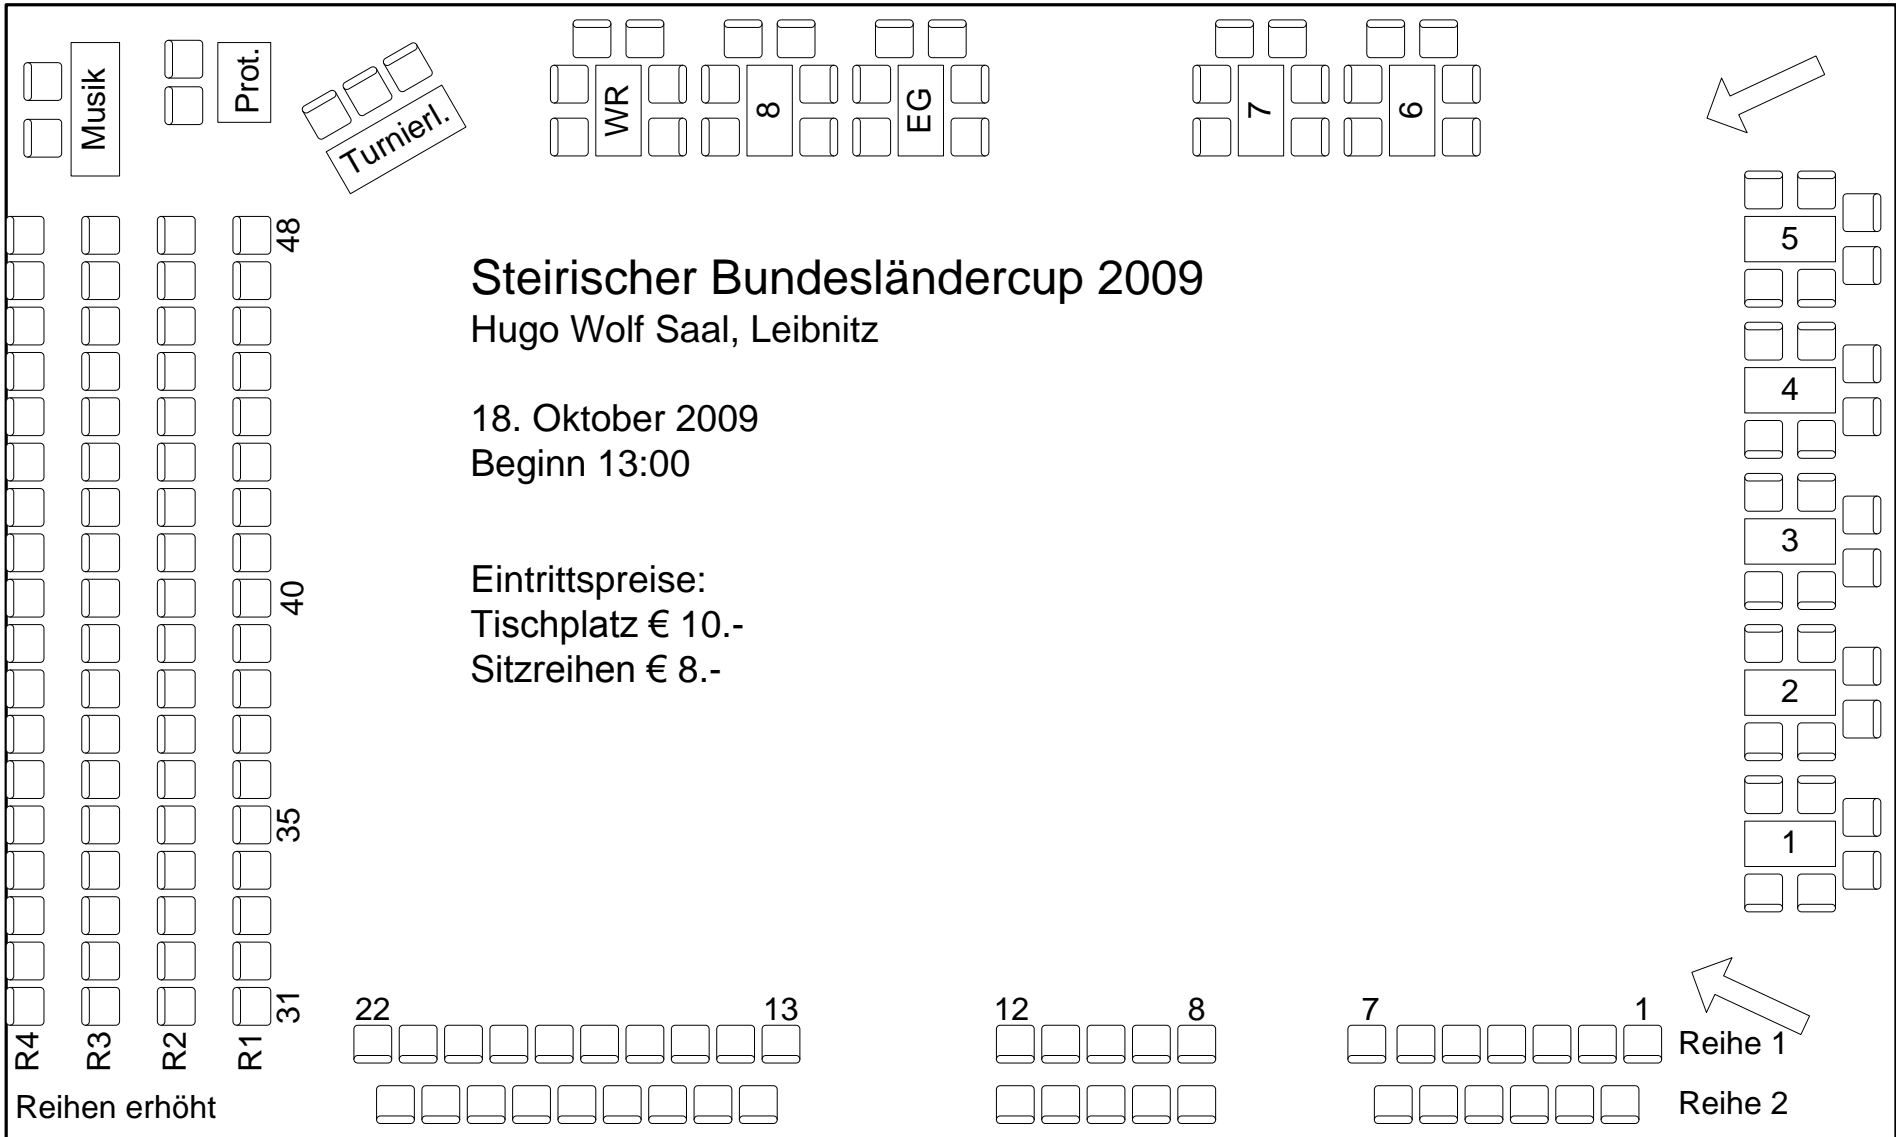 Musik
Prot.
Turnierl.
WR
8
EG
7
6
5
4
3
2
1
48
40
35
31
Steirischer Bundesländercup 2009
Hugo Wolf Saal, Leibnitz
18. Oktober 2009
Beginn 13:00
Eintrittspreise:
Tischplatz € 10.-
Sitzreihen € 8.-
22 13 12 8 7 1
R4 R3 R2 R1
Reihe 1
Reihen erhöht
Reihe 2